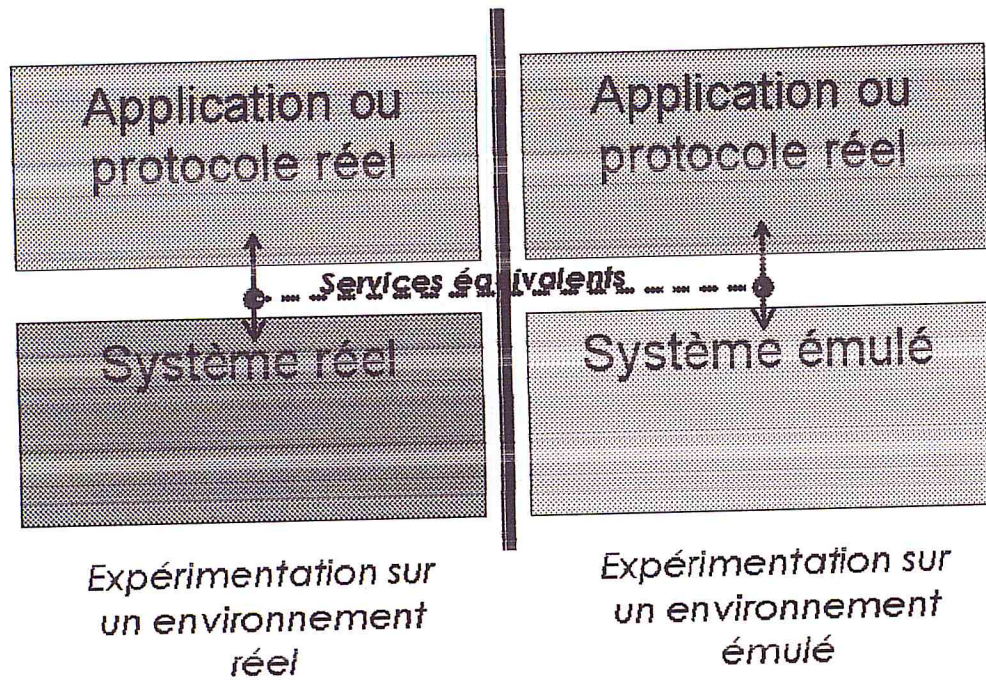 Application ou
protocole réel
Application ou
protocole réel
Services équivalents
Système réel
Système émulé
Expérimentation sur
un environnement
réel
Expérimentation sur
un environnement
émulé